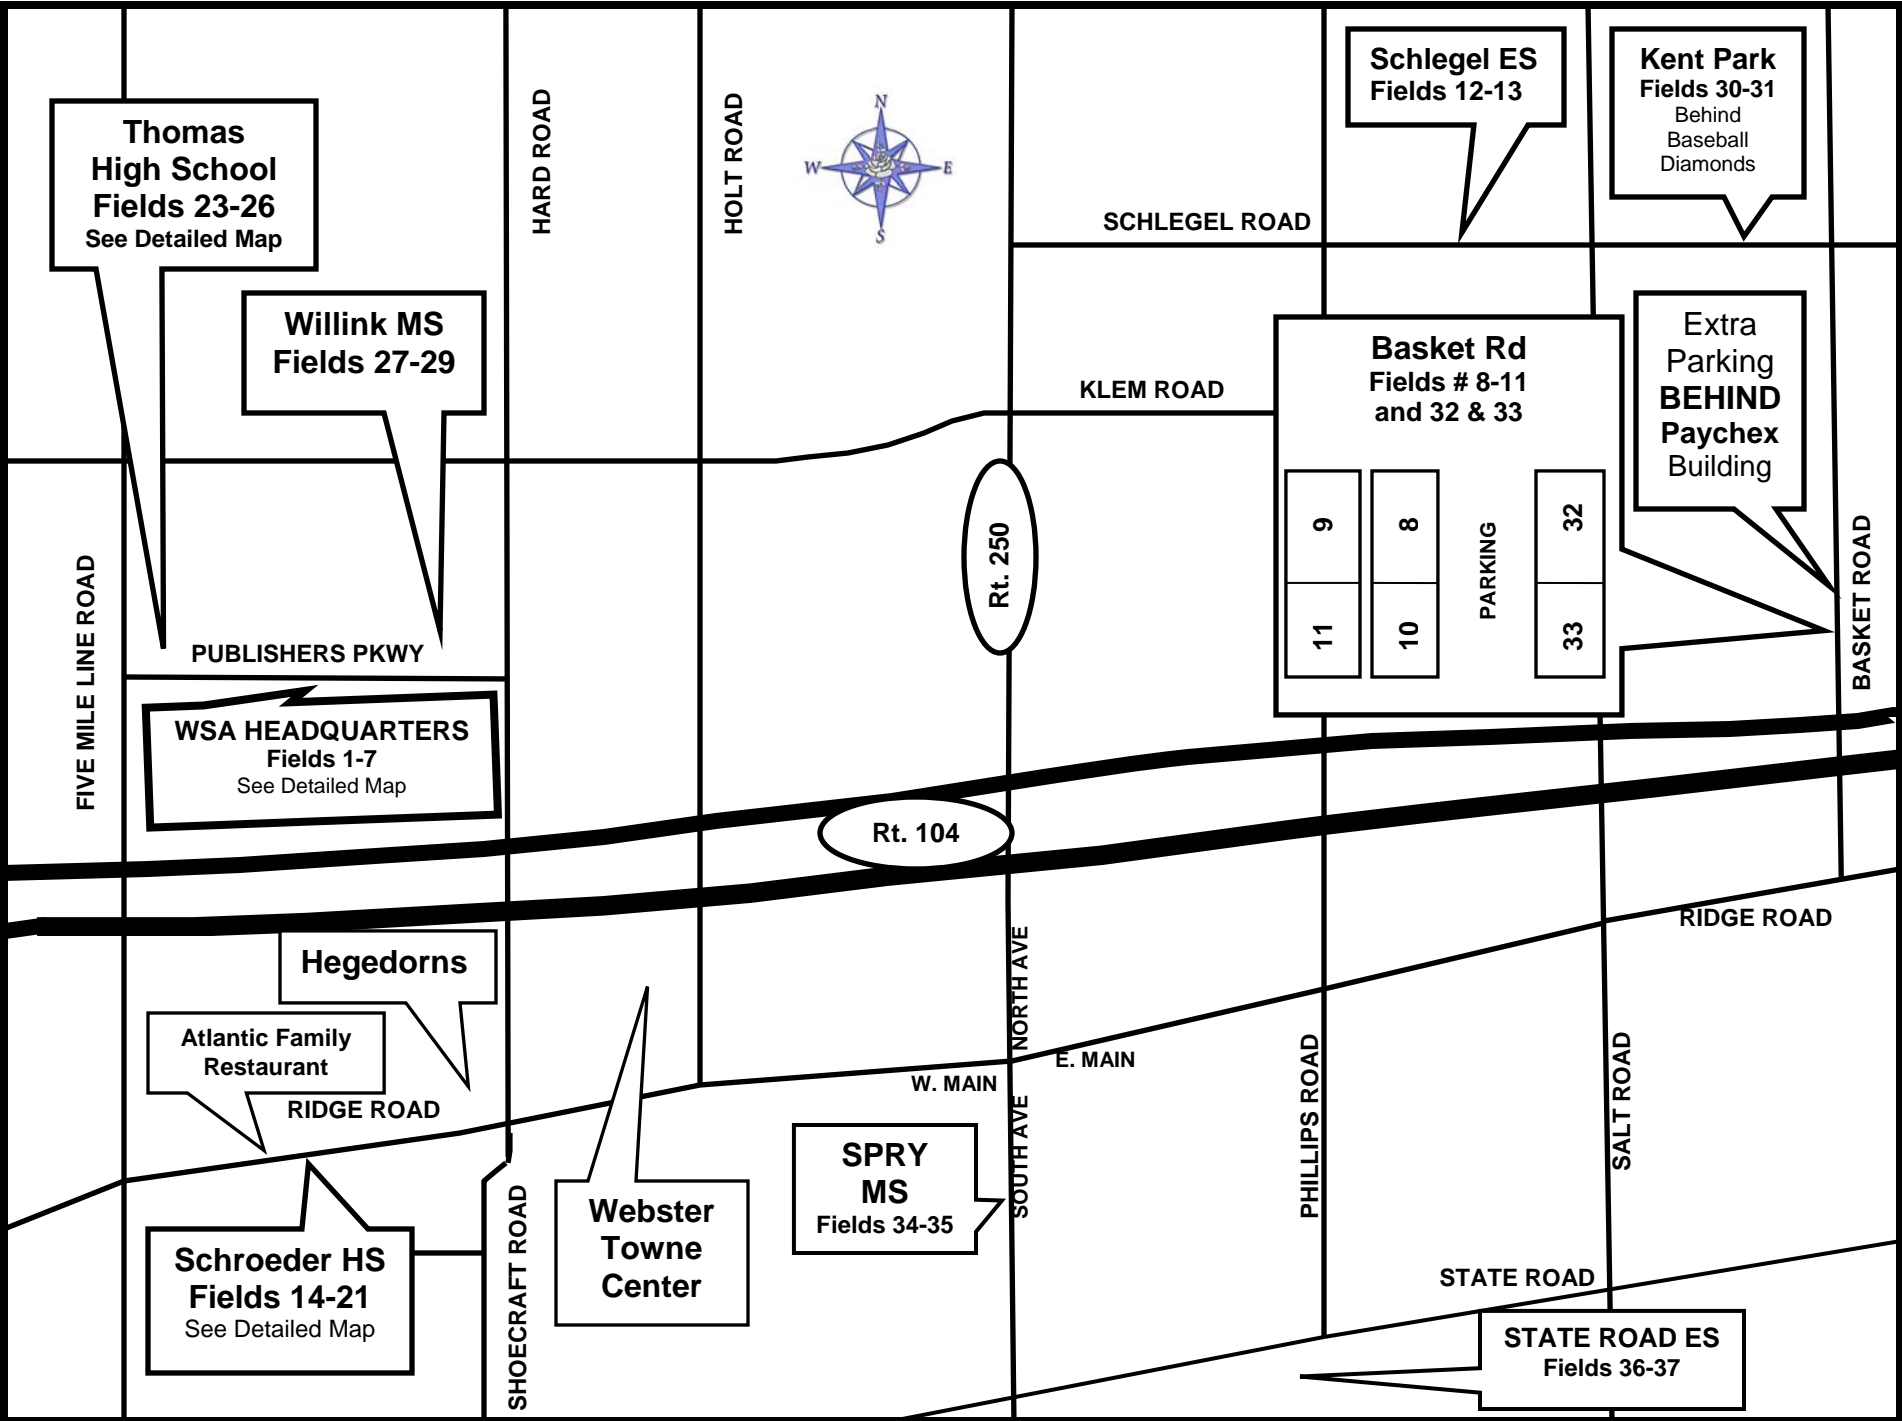 Thomas
High School
Fields 23-26
See Detailed Map
HARD ROAD
HOLT ROAD
N
W
E
S
Schlegel ES
Fields 12-13
Kent Park
Fields 30-31
Behind
Baseball
Diamonds
SCHLEGEL ROAD
Willink MS
Fields 27-29
Basket Rd
Fields # 8-11
and 32 & 33
Extra
Parking
BEHIND
Paychex
Building
KLEM ROAD
9
8
PARKING
32
11
10
33
Rt. 250
BASKET ROAD
FIVE MILE LINE ROAD
PUBLISHERS PKWY
WSA HEADQUARTERS
Fields 1-7
See Detailed Map
Rt. 104
RIDGE ROAD
Hegedorns
NORTH AVE
Atlantic Family
Restaurant
E. MAIN
W. MAIN
RIDGE ROAD
PHILLIPS ROAD
SALT ROAD
SPRY
MS
Fields 34-35
SOUTH AVE
Webster
Towne
Center
SHOECRAFT ROAD
Schroeder HS
Fields 14-21
See Detailed Map
STATE ROAD
STATE ROAD ES
Fields 36-37